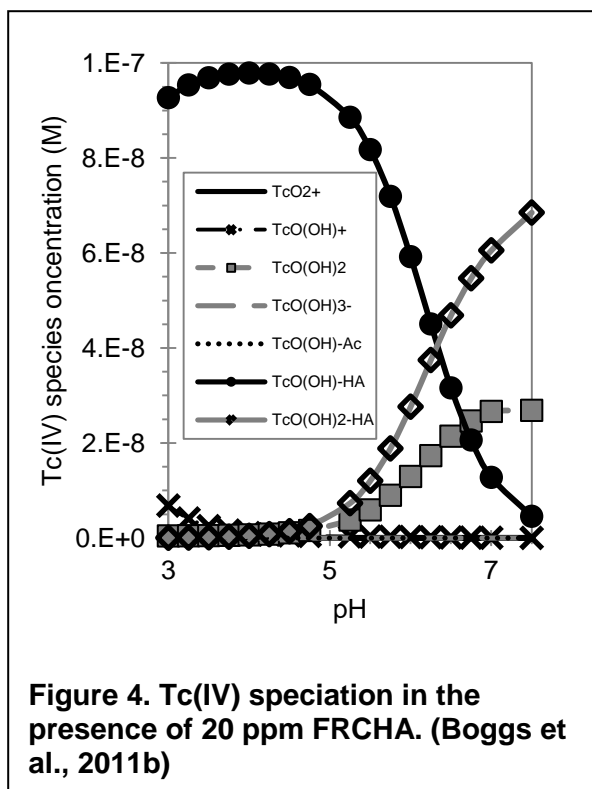 1.E-7
8.E-8
6.E-8
4.E-8
2.E-8
0.E+0
Tc(IV) species oncentration (M)
TcO2+
TcO(OH)+
TcO(OH)2
TcO(OH)3-
TcO(OH)-Ac
TcO(OH)-HA
TcO(OH)2-HA
3
5
7
pH
Figure 4. Tc(IV) speciation in the
presence of 20 ppm FRCHA. (Boggs et
al., 2011b)